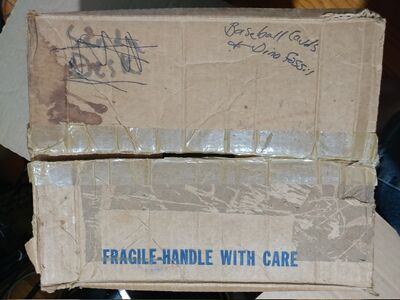 Baseball Cards
+ Dino Fossil
FRAGILE-HANDLE WITH CARE